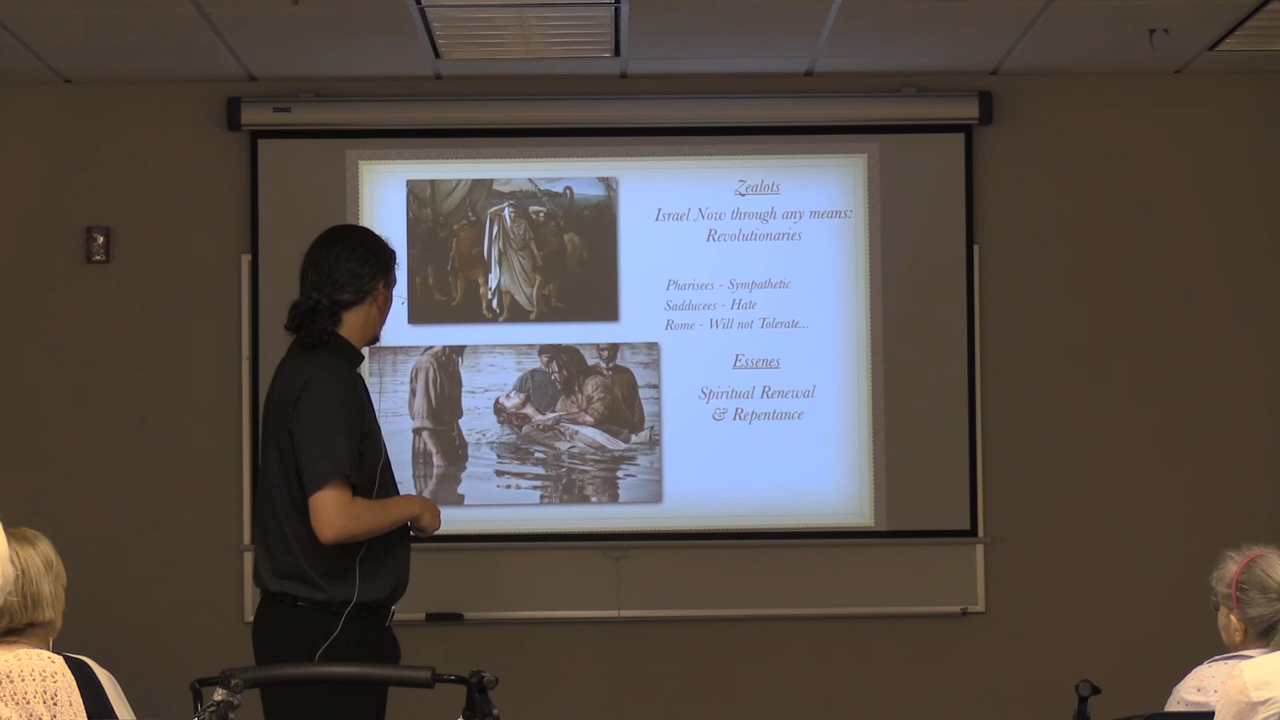 Zealots
Israel Now through any means:
Revolutionaries
Pharisees - Sympathetic
Sadducees - Hate
Rome - Will not Tolerate...
Essenes
Spiritual Renewal
& Repentance